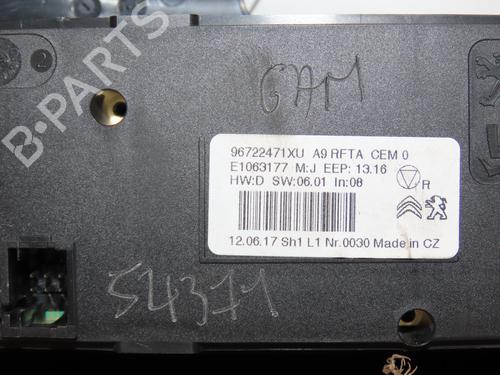 2
GAM
96722471XU A9 RFTA CEM 0
E1063177 M:J EEP: 13.16
HW:D SW:06.01 In:08
R
12.06.17 Sh1 L1 Nr.0030 Made in CZ
54371